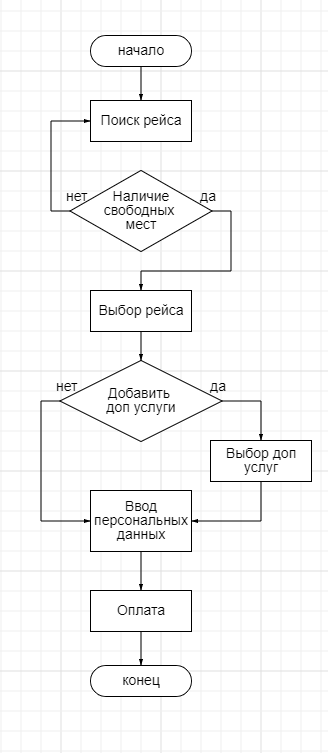 начало
Поиск рейса
нет
Наличие
свободных
мест
да
Выбор рейса
нет
Добавить
доп услуги
да
Выбор доп
услуг
Ввод
персональных
данных
Оплата
конец